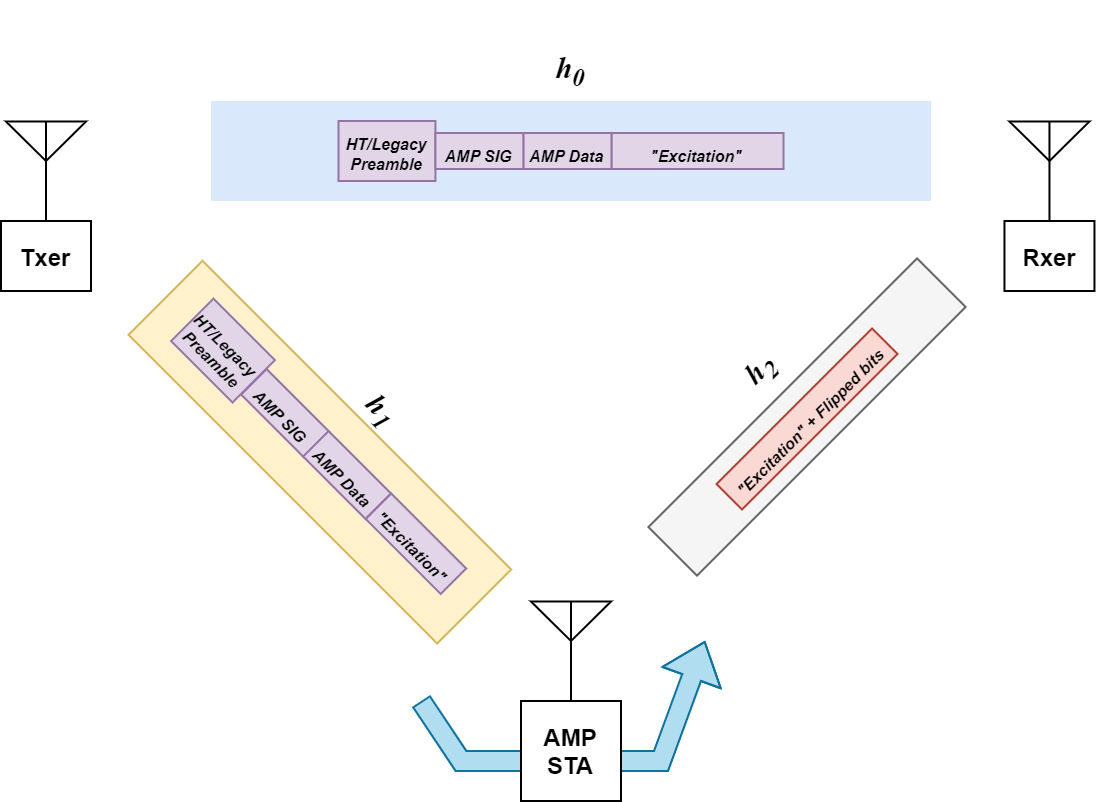 h0
HT/Legacy
Preamble
AMP SIG
AMP Data
"Excitation"
Txer
Rxer
HT/Legacy
Preamble
AMP SIG
AMP Data
"Excitation"
h1
h2
"Excitation" + Flipped bits
AMP
STA